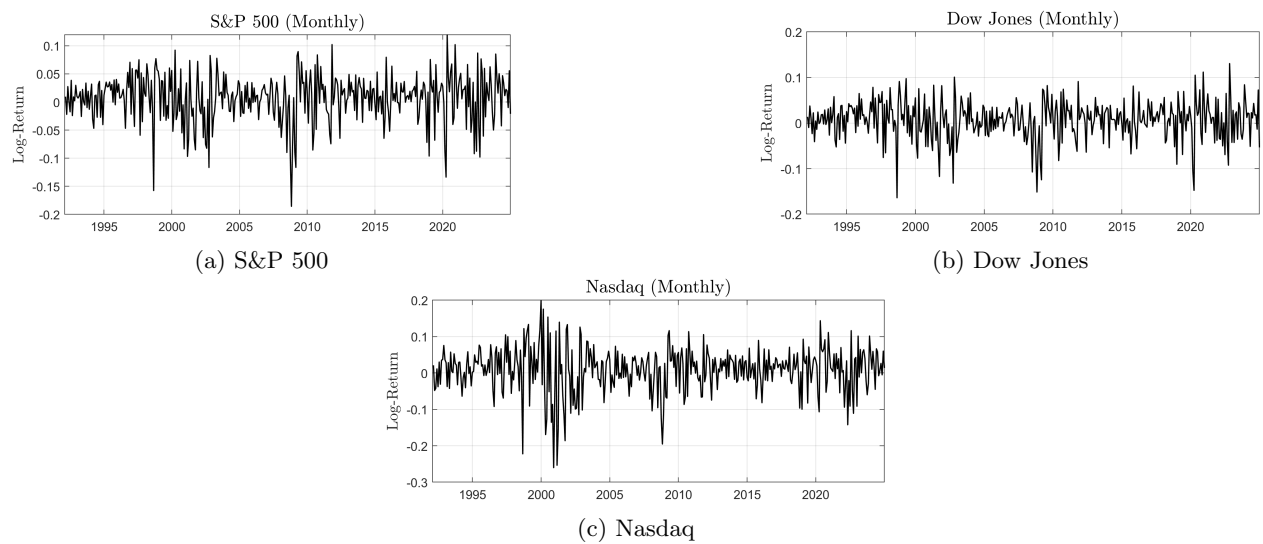 S&P 500 (Monthly)
Log-Return
0.1
0.05
0
-0.05
-0.1
-0.15
-0.2
1995 2000 2005 2010 2015 2020
(a) S&P 500
Dow Jones (Monthly)
Log-Return
0.2
0.1
0
-0.1
-0.2
1995 2000 2005 2010 2015 2020
(b) Dow Jones
Nasdaq (Monthly)
Log-Return
0.2
0.1
0
-0.1
-0.2
-0.3
1995 2000 2005 2010 2015 2020
(c) Nasdaq